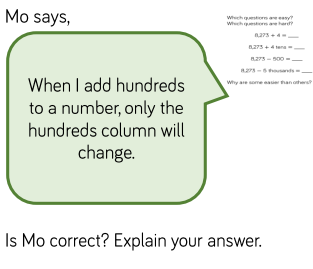 Mo says,
When I add hundreds
to a number, only the
hundreds column will
change.
Which questions are easy?
Which questions are hard?
8,273 + 4 = ___
8,273 + 4 tens = ___
8,273 − 500 = ___
8,273 − 5 thousands = ___
Why are some easier than others?
Is Mo correct? Explain your answer.